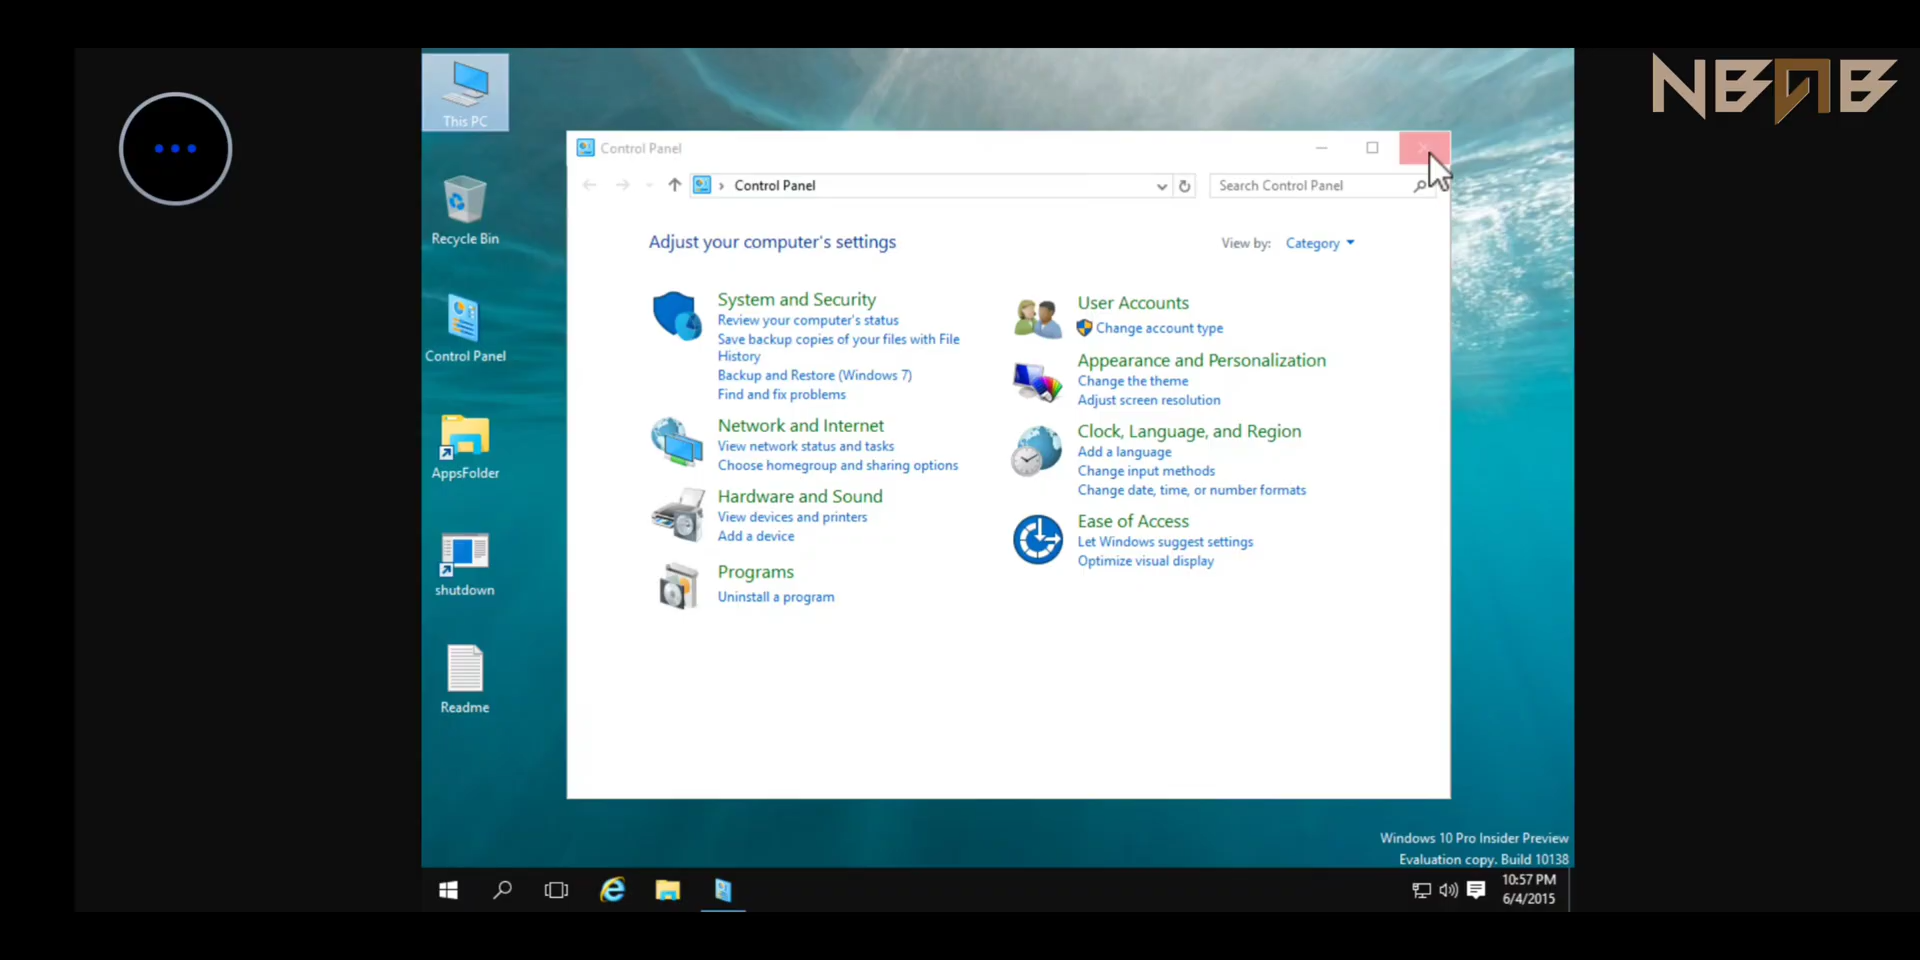 NBAB
This PC
Recycle Bin
Control Panel
AppsFolder
shutdown
Readme
Control Panel
Control Panel
Search Control Panel
Adjust your computer's settings
View by: Category
System and Security
Review your computer's status
Save backup copies of your files with File
History
Backup and Restore (Windows 7)
Find and fix problems
Network and Internet
View network status and tasks
Choose homegroup and sharing options
Hardware and Sound
View devices and printers
Add a device
Programs
Uninstall a program
User Accounts
Change account type
Appearance and Personalization
Change the theme
Adjust screen resolution
Clock, Language, and Region
Add a language
Change input methods
Change date, time, or number formats
Ease of Access
Let Windows suggest settings
Optimize visual display
Windows 10 Pro Insider Preview
Evaluation copy. Build 10138
10:57 PM
6/4/2015